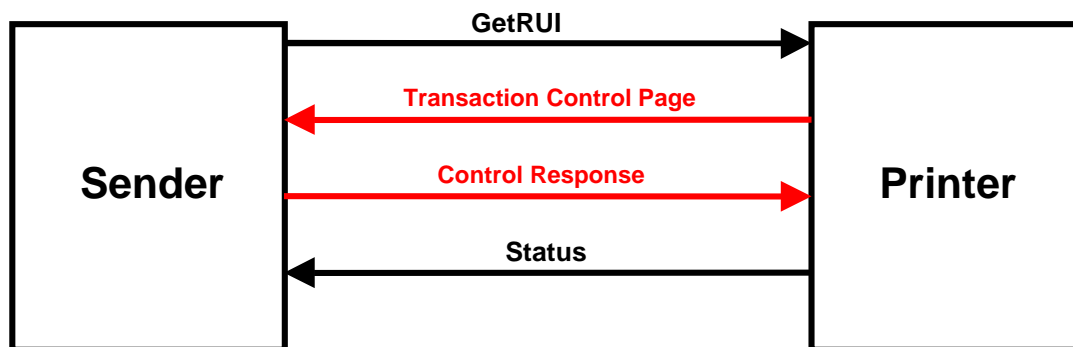 GetRUI
Transaction Control Page
Sender
Control Response
Printer
Status